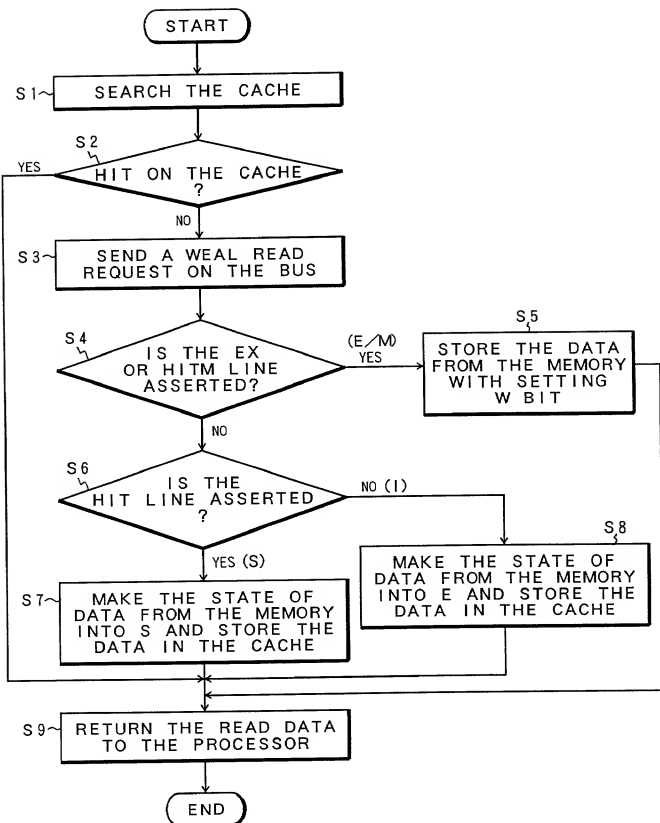 START
S1
SEARCH THE CACHE
S2
YES
HIT ON THE CACHE
?
NO
S3
SEND A WEAL READ
REQUEST ON THE BUS
S4
IS THE EX
OR HITM LINE
ASSERTED?
(E/M)
YES
S5
STORE THE DATA
FROM THE MEMORY
WITH SETTING
W BIT
NO
S6
IS THE
HIT LINE ASSERTED
?
NO (I)
YES (S)
S8
MAKE THE STATE OF
DATA FROM THE MEMORY
INTO E AND STORE THE
DATA IN THE CACHE
S7
MAKE THE STATE OF
DATA FROM THE MEMORY
INTO S AND STORE THE
DATA IN THE CACHE
S9
RETURN THE READ DATA
TO THE PROCESSOR
END